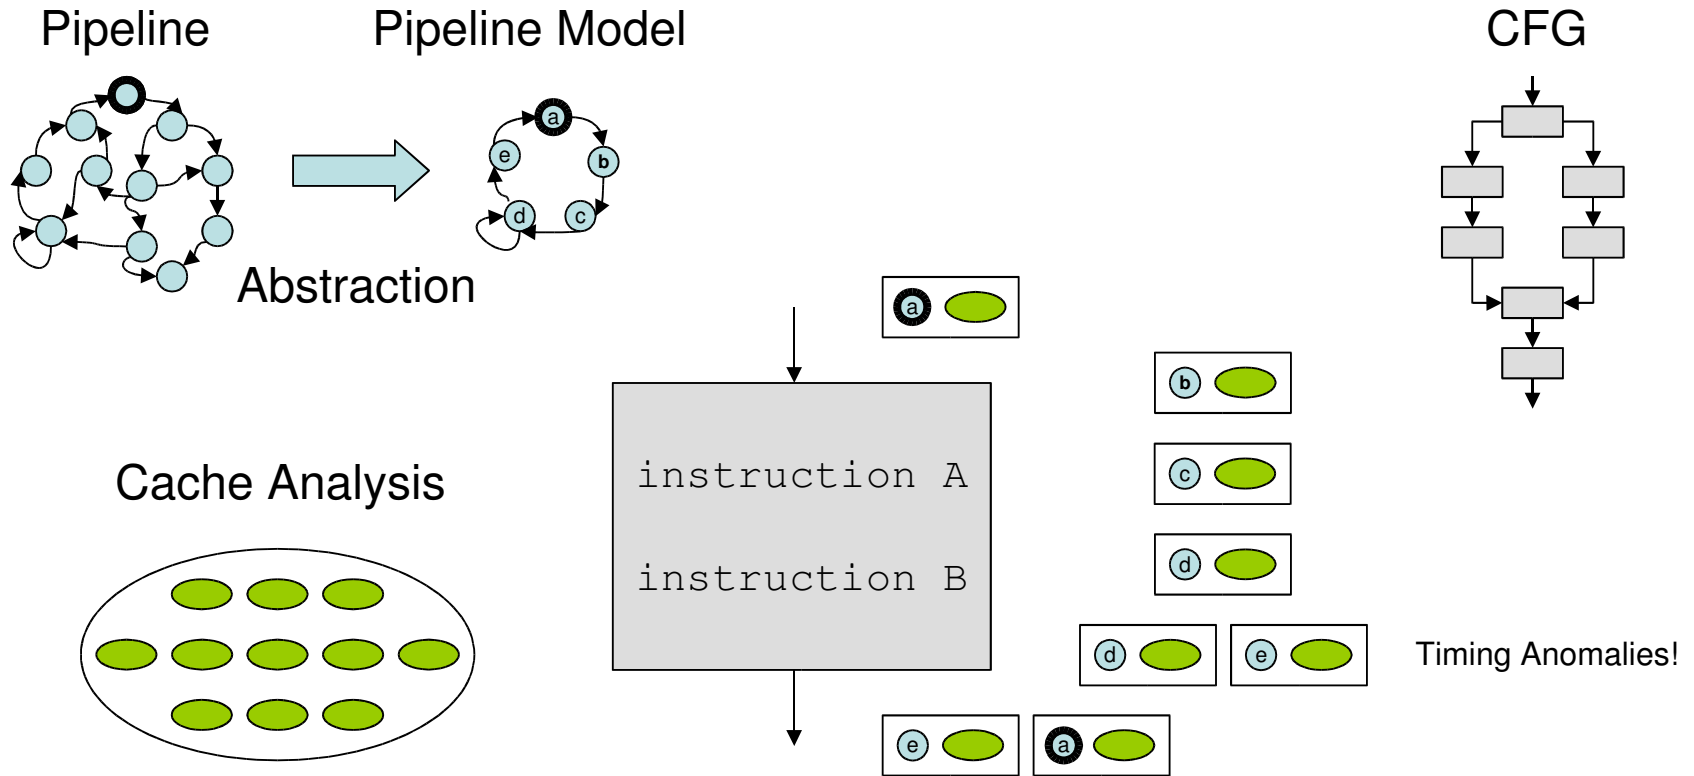 Pipeline
Pipeline Model
CFG
a
e
b
d
c
Abstraction
a
b
Cache Analysis
instruction A
c
instruction B
d
d
e
Timing Anomalies!
e
a